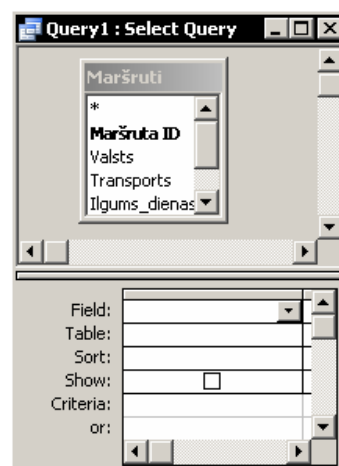 Query1 : Select Query
Maršruti
*
Maršruta ID
Valsts
Transports
Ilgums_dienas
Field:
Table:
Sort:
Show:
Criteria:
or: